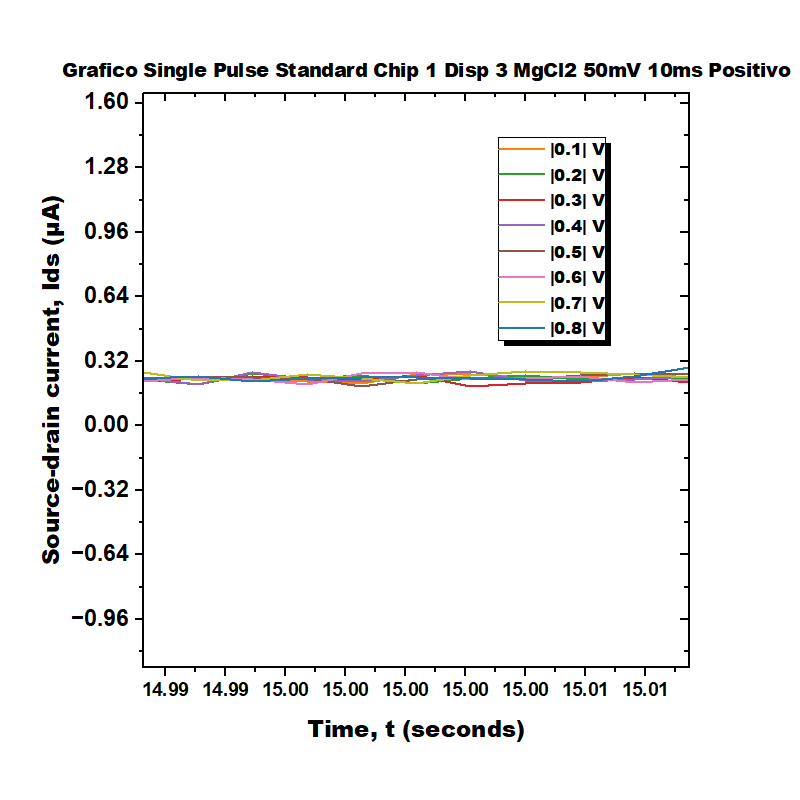 Grafico Single Pulse Standard Chip 1 Disp 3 MgCl2 50mV 10ms Positivo
1.60
1.28
0.96
0.64
0.32
0.00
−0.32
−0.64
−0.96
Source-drain current, Ids (µA)
|0.1| V
|0.2| V
|0.3| V
|0.4| V
|0.5| V
|0.6| V
|0.7| V
|0.8| V
14.99 14.99 15.00 15.00 15.00 15.00 15.00 15.01 15.01
Time, t (seconds)